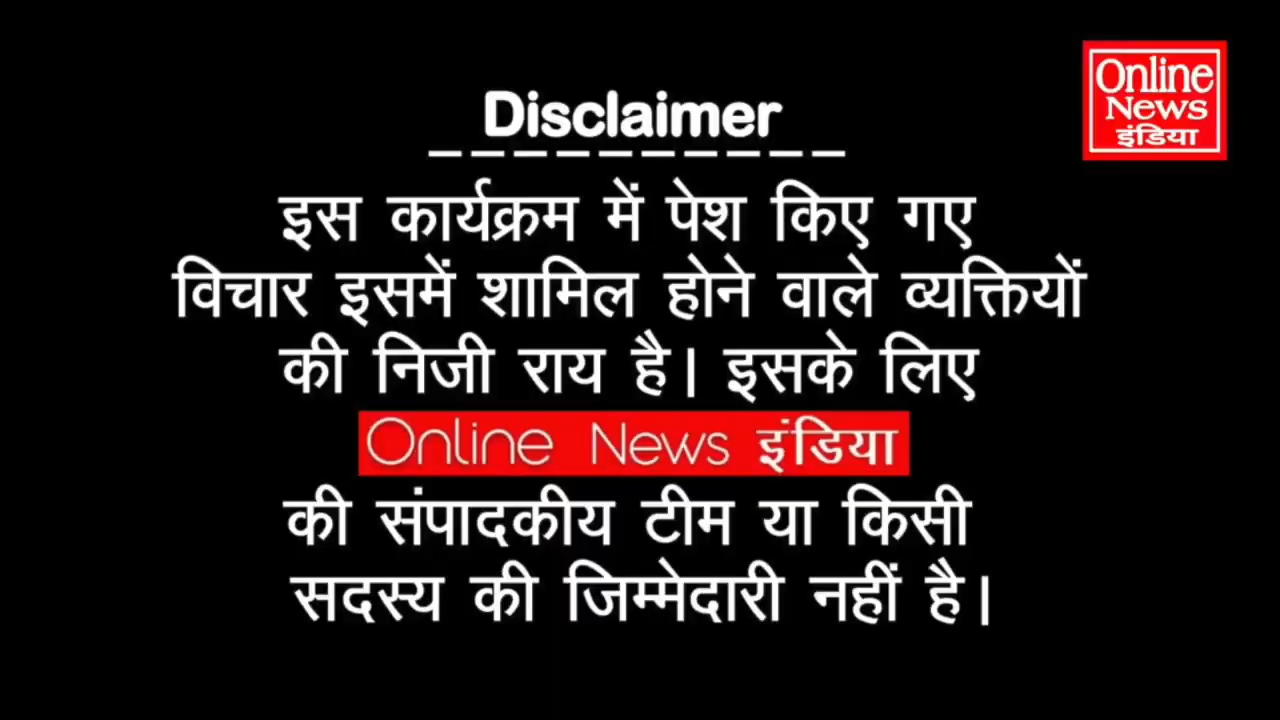 Online
News
इंडिया
Disclaimer
----------
इस कार्यक्रम में पेश किए गए
विचार इसमें शामिल होने वाले व्यक्तियों
की निजी राय है। इसके लिए
Online News इंडिया
की संपादकीय टीम या किसी
सदस्य की जिम्मेदारी नहीं है।